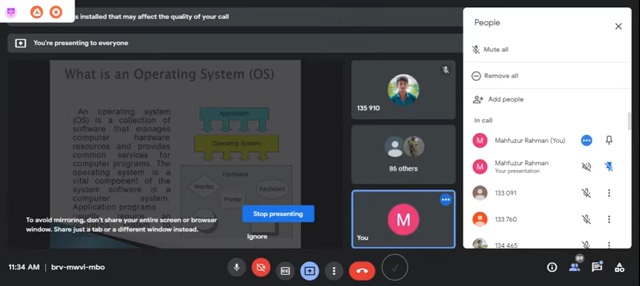 s installed that may affect the quality of your call
You're presenting to everyone
What is an Operating System (OS)
An operating system
(OS) is a collection of
software that manages
computer hardware
resources and provides
common services for
computer programs. The
operating system is a
vital component of the
system software in a
computer system.
Application programs
Application
Operating System
Hardware
Monitor
Printer
Keyboard
To avoid mirroring, don't share your entire screen or browser
window. Share just a tab or a different window instead.
Stop presenting
Ignore
135 910
86 others
M
You
People
Mute all
Remove all
Add people
In call
M
Mahfuzur Rahman (You)
M
Mahfuzur Rahman
Your presentation
133 091
133 760
134 465
11:34 AM | brv-mwvi-mbo
89